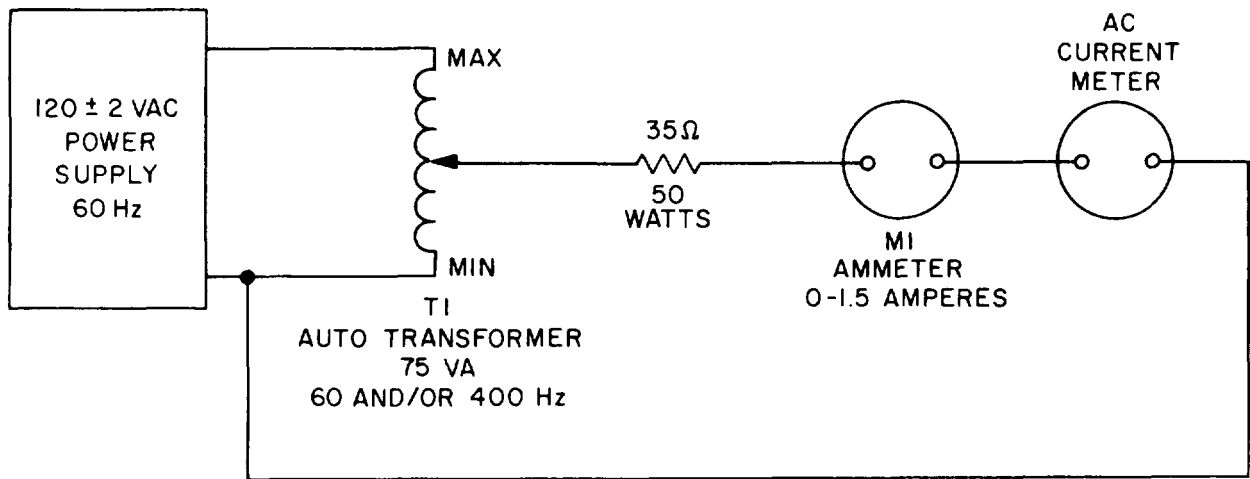 120 ± 2 VAC
POWER
SUPPLY
60 Hz
MAX
MIN
T1
AUTO TRANSFORMER
75 VA
60 AND/OR 400 Hz
35Ω
50
WATTS
M1
AMMETER
0-1.5 AMPERES
AC
CURRENT
METER